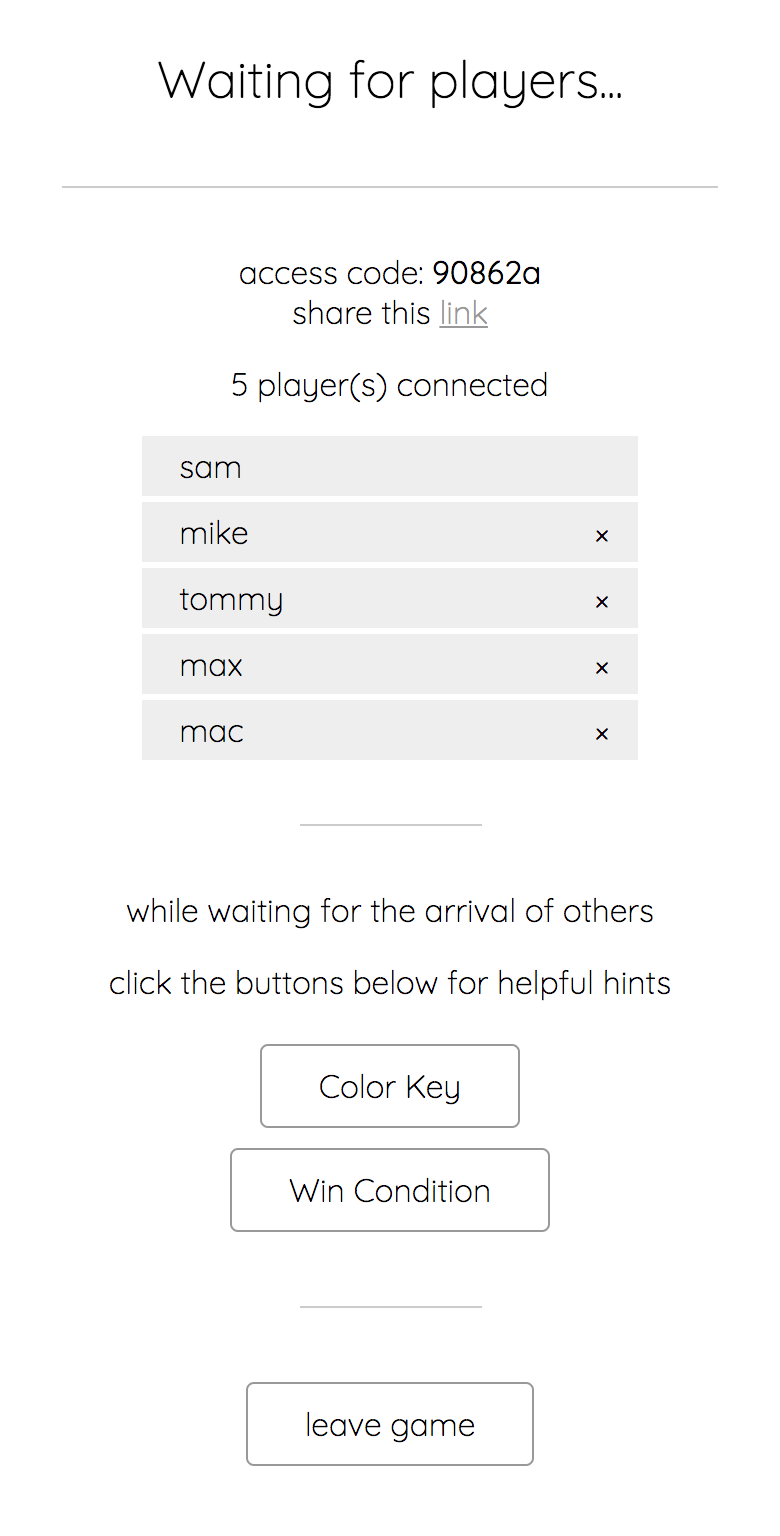 Waiting for players...
access code: 90862a
share this link
5 player(s) connected
sam
mike ×
tommy ×
max ×
mac ×
while waiting for the arrival of others
click the buttons below for helpful hints
Color Key
Win Condition
leave game